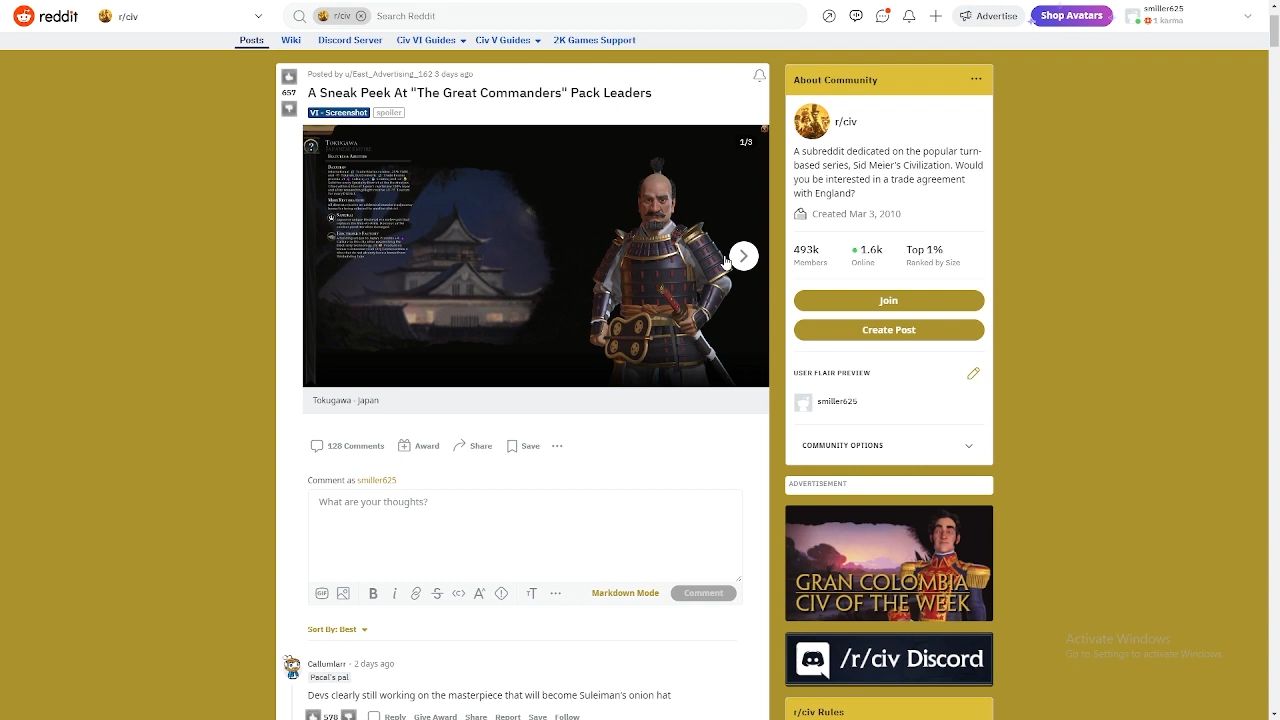 reddit
r/civ
r/civ
Search Reddit
Advertise
Shop Avatars
smiller625
1 karma
Posts
Wiki
Discord Server
Civ VI Guides
Civ V Guides
2K Games Support
Posted by u/East_Advertising_162 3 days ago
657
A Sneak Peek At "The Great Commanders" Pack Leaders
VI - Screenshot
spoiler
1/3
TOKUGAWA
JAPANESE EMPIRE
SAMURAI
Tokugawa - Japan
128 Comments
Award
Share
Save
Comment as smiller625
What are your thoughts?
GIF
B
i
Markdown Mode
Comment
Sort By: Best
Callumlarr · 2 days ago
Pacal's pal
Devs clearly still working on the masterpiece that will become Suleiman's onion hat
578
Reply
Give Award
Share
Report
Save
Follow
About Community
r/civ
A subreddit dedicated on the popular turn-
based series, Sid Meier's Civilization. Would
you be interested in a trade agreement
with England?
Created Mar 3, 2010
493k
1.6k
Top 1%
Members
Online
Ranked by Size
Join
Create Post
USER FLAIR PREVIEW
smiller625
COMMUNITY OPTIONS
ADVERTISEMENT
GRAN COLOMBIA
CIV OF THE WEEK
/r/civ Discord
r/civ Rules
Activate Windows
Go to Settings to activate Windows.